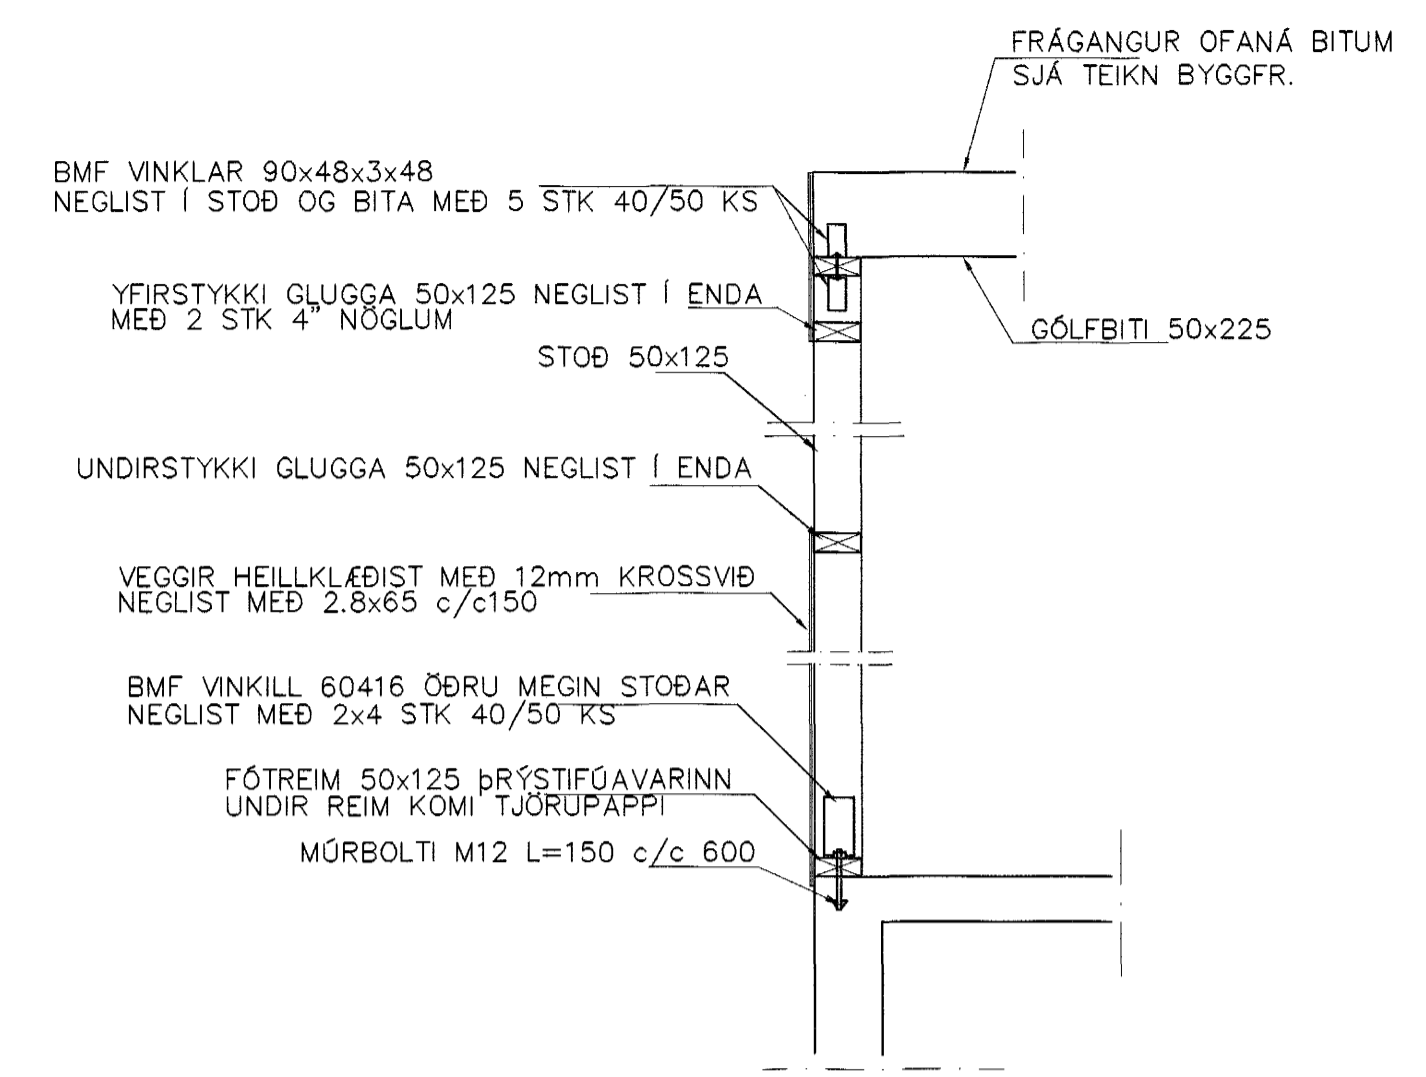 FRÁGANGUR OFANÁ BITUM
SJÁ TEIKN BYGGFR.
BMF VINKLAR 90x48x3x48
NEGLIST Í STOÐ OG BITA MEÐ 5 STK 40/50 KS
YFIRSTYKKI GLUGGA 50x125 NEGLIST Í ENDA
MEÐ 2 STK 4" NÖGLUM
GÓLFBITI 50x225
STOÐ 50x125
UNDIRSTYKKI GLUGGA 50x125 NEGLIST Í ENDA
VEGGIR HEILLKLÆÐIST MEÐ 12mm KROSSVIÐ
NEGLIST MEÐ 2.8x65 c/c150
BMF VINKILL 60416 ÖÐRU MEGIN STOÐAR
NEGLIST MEÐ 2x4 STK 40/50 KS
FÓTREIM 50x125 þRÝSTIFÚAVARINN
UNDIR REIM KOMI TJÖRUPAPPI
MÚRBOLTI M12 L=150 c/c 600